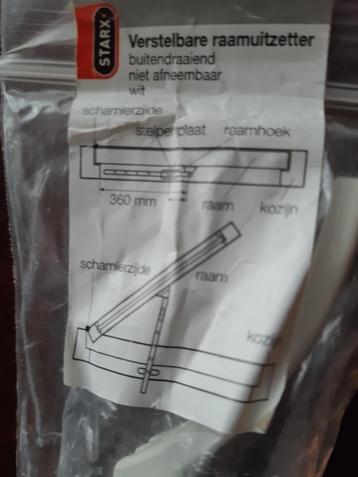 STARX
Verstelbare raamuitzetter
buitendraaiend
niet afneembaar
wit
scharnierzijde
stelperplaat raamhoek
360 mm raam kozijn
scharnierzijde raam
kozijn